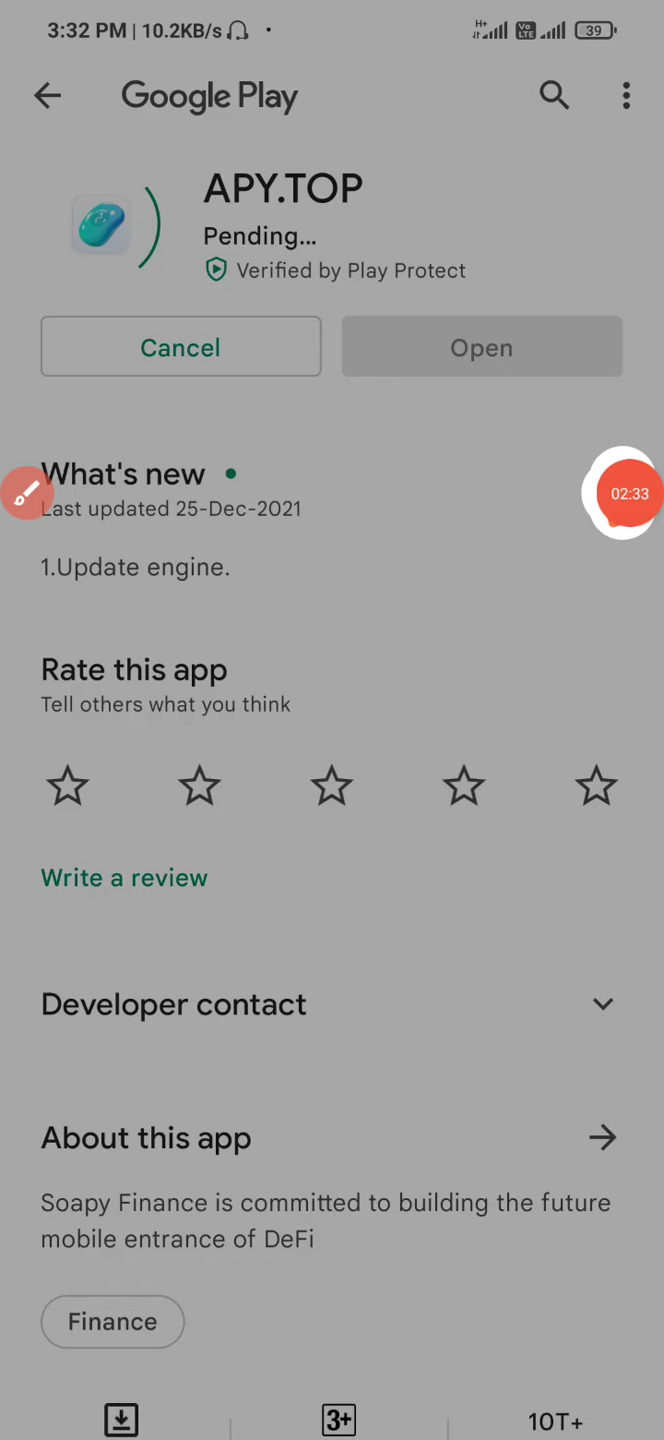 3:32 PM | 10.2KB/s
H+
Vo
LTE
39
Google Play
APY.TOP
Pending...
Verified by Play Protect
Cancel
Open
What's new
02:33
Last updated 25-Dec-2021
1.Update engine.
Rate this app
Tell others what you think
Write a review
Developer contact
About this app
Soapy Finance is committed to building the future
mobile entrance of DeFi
Finance
3+
10T+